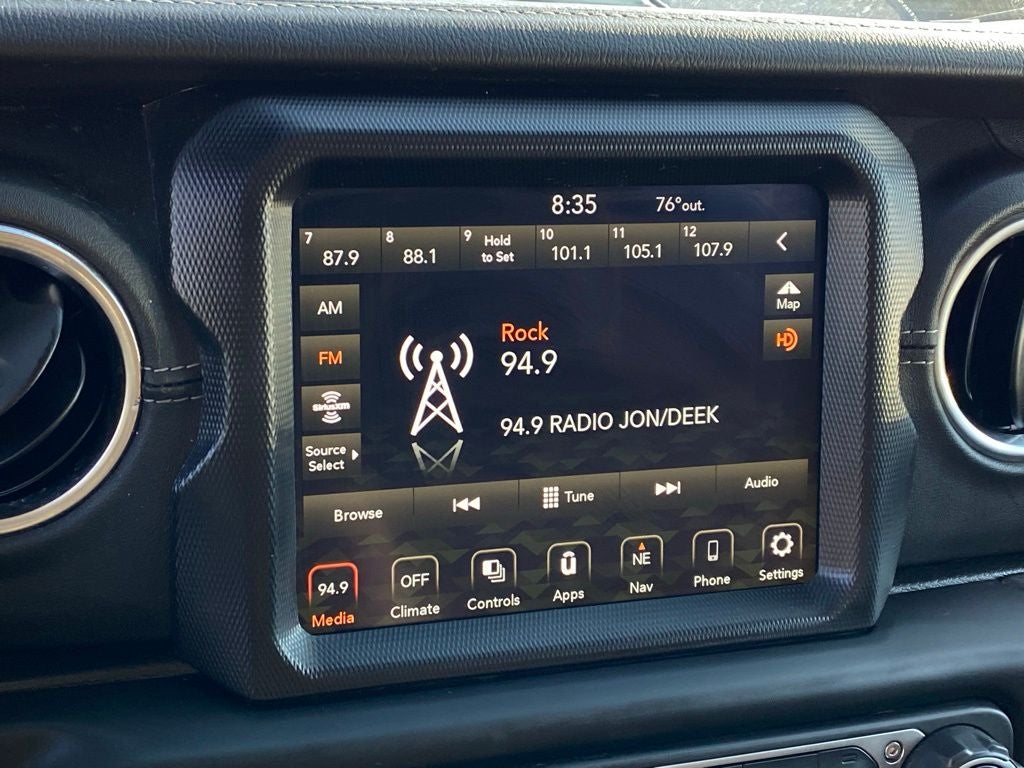 8:35 76°out.
7 87.9
8 88.1
9 Hold
to Set
10 101.1
11 105.1
12 107.9
AM
Map
FM
HD
SiriusXM
Source
Select
Rock
94.9
94.9 RADIO JON/DEEK
Browse Tune Audio
94.9 OFF NE
Media Climate Controls Apps Nav Phone Settings